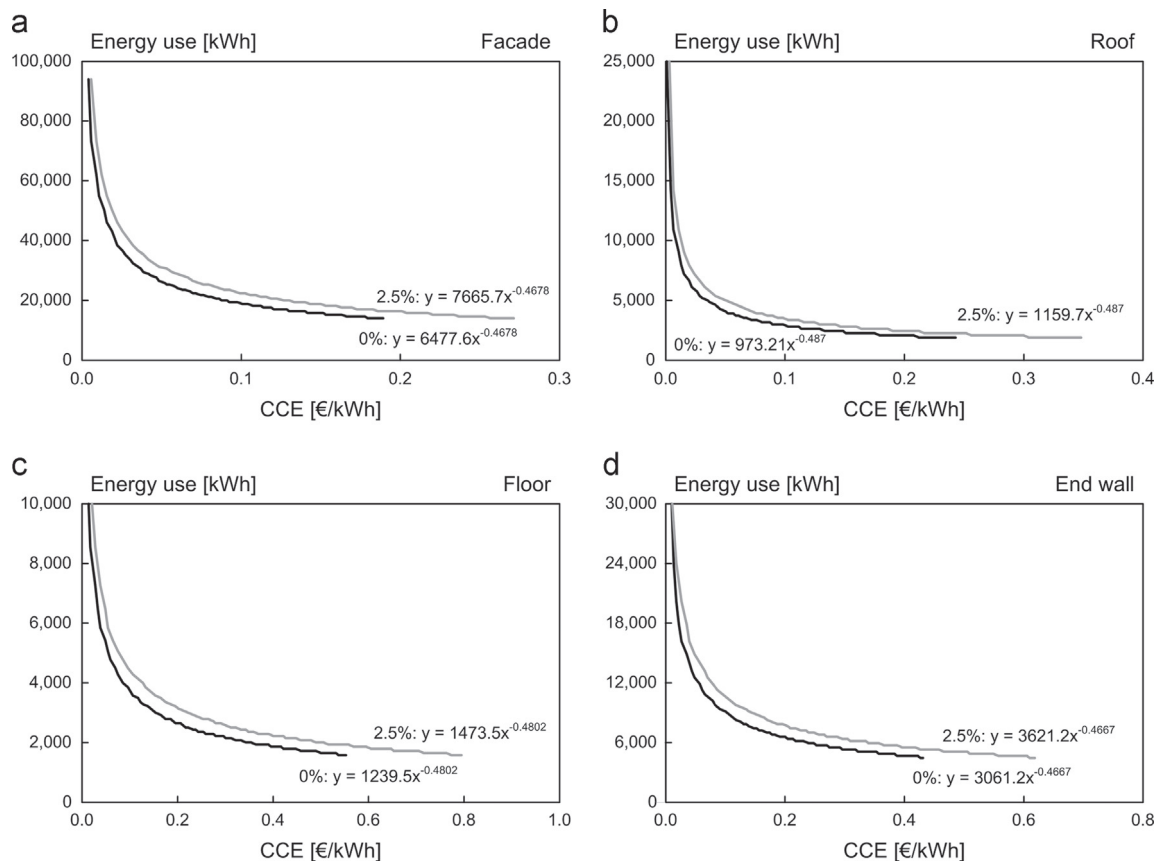 a
Energy use [kWh] Facade
100,000
80,000
60,000
40,000
20,000
0
2.5%: y = 7665.7x^-0.4678
0%: y = 6477.6x^-0.4678
0.0 0.1 0.2 0.3
CCE [€/kWh]
b
Energy use [kWh] Roof
25,000
20,000
15,000
10,000
5,000
0
2.5%: y = 1159.7x^-0.487
0%: y = 973.21x^-0.487
0.0 0.1 0.2 0.3 0.4
CCE [€/kWh]
c
Energy use [kWh] Floor
10,000
8,000
6,000
4,000
2,000
0
2.5%: y = 1473.5x^-0.4802
0%: y = 1239.5x^-0.4802
0.0 0.2 0.4 0.6 0.8 1.0
CCE [€/kWh]
d
Energy use [kWh] End wall
30,000
24,000
18,000
12,000
6,000
0
2.5%: y = 3621.2x^-0.4667
0%: y = 3061.2x^-0.4667
0.0 0.2 0.4 0.6 0.8
CCE [€/kWh]